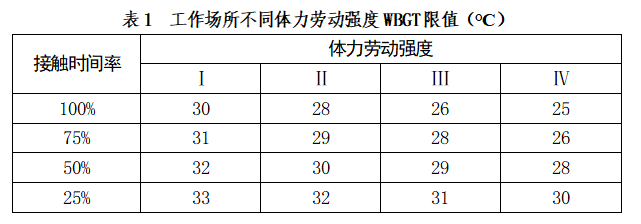 表1 工作场所不同体力劳动强度 WBGT 限值（℃）
接触时间率 体力劳动强度
Ⅰ Ⅱ Ⅲ Ⅳ
100% 30 28 26 25
75% 31 29 28 26
50% 32 30 29 28
25% 33 32 31 30